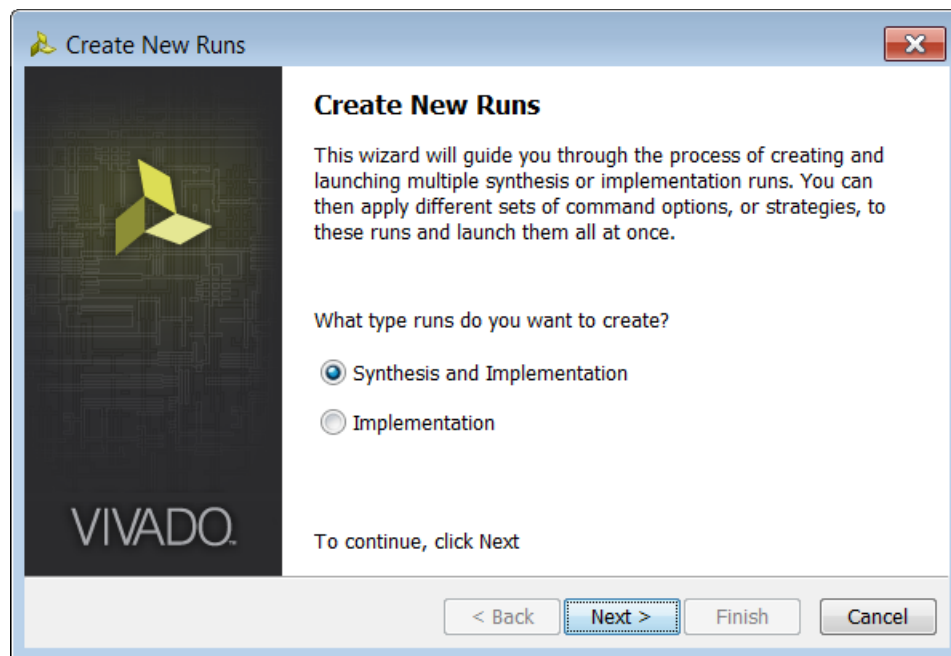 Create New Runs
Create New Runs
This wizard will guide you through the process of creating and
launching multiple synthesis or implementation runs. You can
then apply different sets of command options, or strategies, to
these runs and launch them all at once.
What type runs do you want to create?
Synthesis and Implementation
Implementation
VIVADO™
To continue, click Next
< Back Next > Finish Cancel